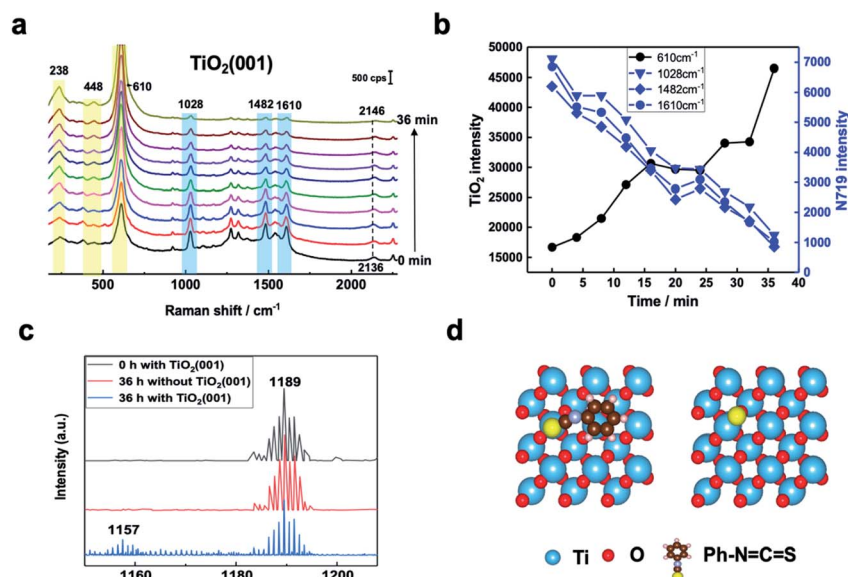 a
TiO2(001)
500 cps
238
448
610
1028
1482
1610
2146
36 min
0 min
2136
500
1000
1500
2000
Raman shift / cm-1
b
610cm-1
1028cm-1
1482cm-1
1610cm-1
50000
45000
40000
35000
30000
25000
20000
15000
TiO2 intensity
7000
6000
5000
4000
3000
2000
1000
0
N719 intensity
0 5 10 15 20 25 30 35 40
Time / min
c
0 h with TiO2(001)
36 h without TiO2(001)
36 h with TiO2(001)
1189
1157
Intensity (a.u.)
1160 1180 1200
d
Ti O Ph-N=C=S